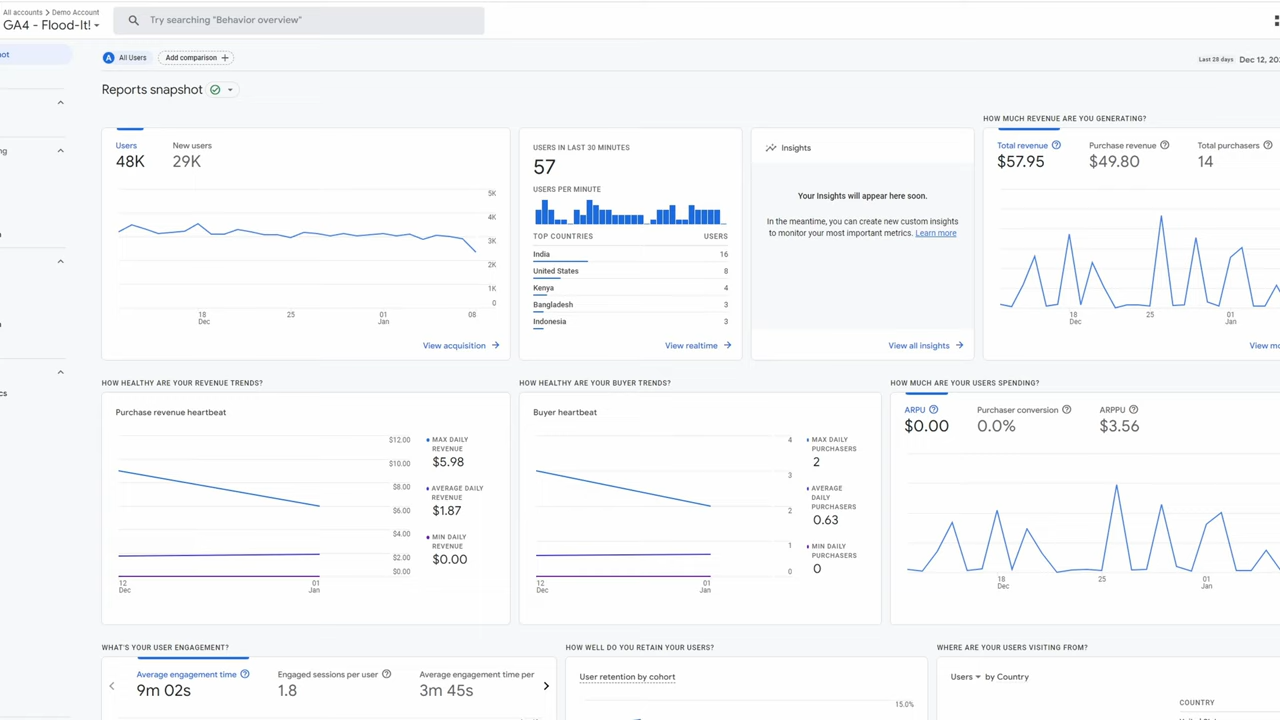 All accounts > Demo Account
GA4 - Flood-It!
Try searching "Behavior overview"
ot
ng
cs
A All Users
Add comparison +
Last 28 days Dec 12, 202
Reports snapshot
Users
48K
New users
29K
5K
4K
3K
2K
1K
0
18 Dec
25
01 Jan
08
View acquisition
USERS IN LAST 30 MINUTES
57
USERS PER MINUTE
TOP COUNTRIES USERS
India 16
United States 8
Kenya 4
Bangladesh 3
Indonesia 3
View realtime
Insights
Your Insights will appear here soon.
In the meantime, you can create new custom insights
to monitor your most important metrics. Learn more
View all insights
HOW MUCH REVENUE ARE YOU GENERATING?
Total revenue
$57.95
Purchase revenue
$49.80
Total purchasers
14
18 Dec
25
01 Jan
View mo
HOW HEALTHY ARE YOUR REVENUE TRENDS?
Purchase revenue heartbeat
$12.00
$10.00
$8.00
$6.00
$4.00
$2.00
$0.00
12 Dec
01 Jan
MAX DAILY
REVENUE
$5.98
AVERAGE DAILY
REVENUE
$1.87
MIN DAILY
REVENUE
$0.00
HOW HEALTHY ARE YOUR BUYER TRENDS?
Buyer heartbeat
4
3
2
1
0
12 Dec
01 Jan
MAX DAILY
PURCHASERS
2
AVERAGE
DAILY
PURCHASERS
0.63
MIN DAILY
PURCHASERS
0
HOW MUCH ARE YOUR USERS SPENDING?
ARPU
$0.00
Purchaser conversion
0.0%
ARPPU
$3.56
18 Dec
25
01 Jan
WHAT'S YOUR USER ENGAGEMENT?
Average engagement time
9m 02s
Engaged sessions per user
1.8
Average engagement time per
3m 45s
HOW WELL DO YOU RETAIN YOUR USERS?
User retention by cohort
15.0%
WHERE ARE YOUR USERS VISITING FROM?
Users by Country
COUNTRY